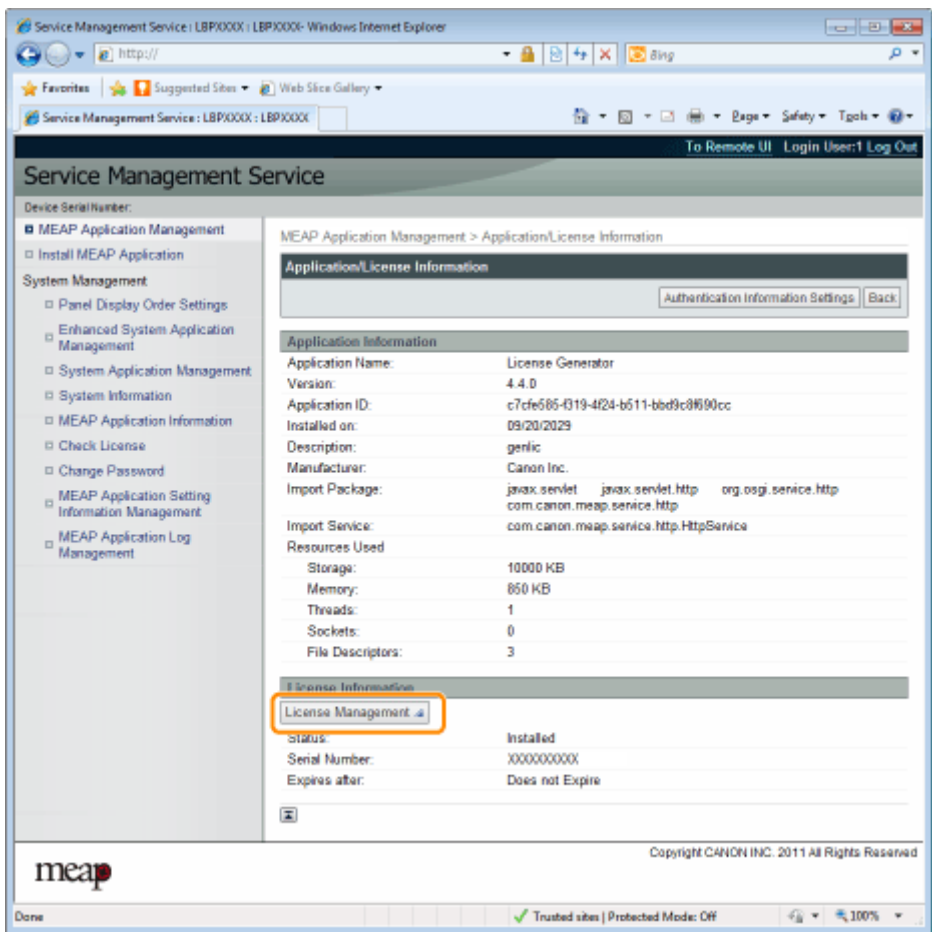 Service Management Service : LBPXXXX : LBPXXXX- Windows Internet Explorer
http://
Bing
Favorites Suggested Sites Web Slice Gallery
Service Management Service : LBPXXXX : LBPXXXX
Page Safety Tools
To Remote UI Login User:1 Log Out
Service Management Service
Device Serial Number:
MEAP Application Management
Install MEAP Application
System Management
Panel Display Order Settings
Enhanced System Application
Management
System Application Management
System Information
MEAP Application Information
Check License
Change Password
MEAP Application Setting
Information Management
MEAP Application Log
Management
MEAP Application Management > Application/License Information
Application/License Information
Authentication Information Settings Back
Application Information
Application Name: License Generator
Version: 4.4.0
Application ID: c7cfe585-f319-4f24-b511-bbd9c8f690cc
Installed on: 09/20/2029
Description: genlic
Manufacturer: Canon Inc.
Import Package: javax.servlet javax.servlet.http org.osgi.service.http
com.canon.meap.service.http
Import Service: com.canon.meap.service.http.HttpService
Resources Used
Storage: 10000 KB
Memory: 850 KB
Threads: 1
Sockets: 0
File Descriptors: 3
License Information
License Management
Status: Installed
Serial Number: XXXXXXXXXX
Expires after: Does not Expire
Copyright CANON INC. 2011 All Rights Reserved
meap
Done Trusted sites | Protected Mode: Off 100%